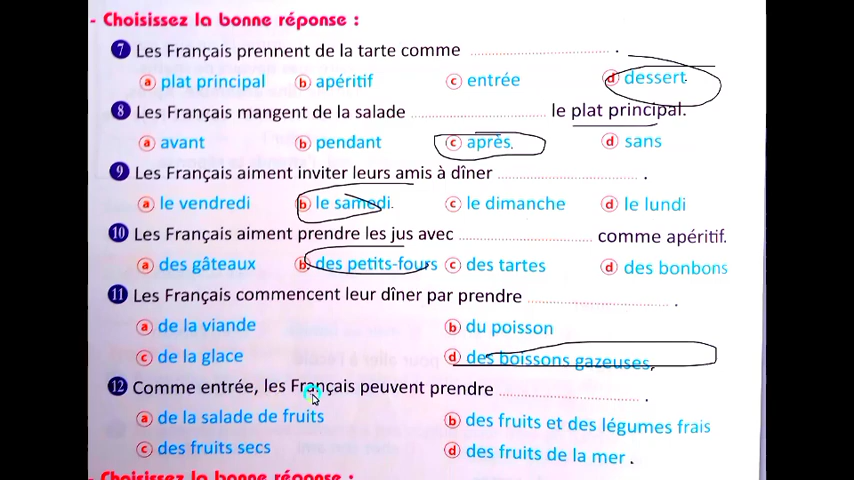 - Choisissez la bonne réponse :
7 Les Français prennent de la tarte comme .................... .
a plat principal b apéritif c entrée d dessert
8 Les Français mangent de la salade .................... le plat principal.
a avant b pendant c après. d sans
9 Les Français aiment inviter leurs amis à dîner .................... .
a le vendredi b le samedi. c le dimanche d le lundi
10 Les Français aiment prendre les jus avec .................... comme apéritif.
a des gâteaux b des petits-fours c des tartes d des bonbons
11 Les Français commencent leur dîner par prendre .................... .
a de la viande b du poisson
c de la glace d des boissons gazeuses.
12 Comme entrée, les Français peuvent prendre .................... .
a de la salade de fruits b des fruits et des légumes frais
c des fruits secs d des fruits de la mer .
- Choisissez la bonne réponse :